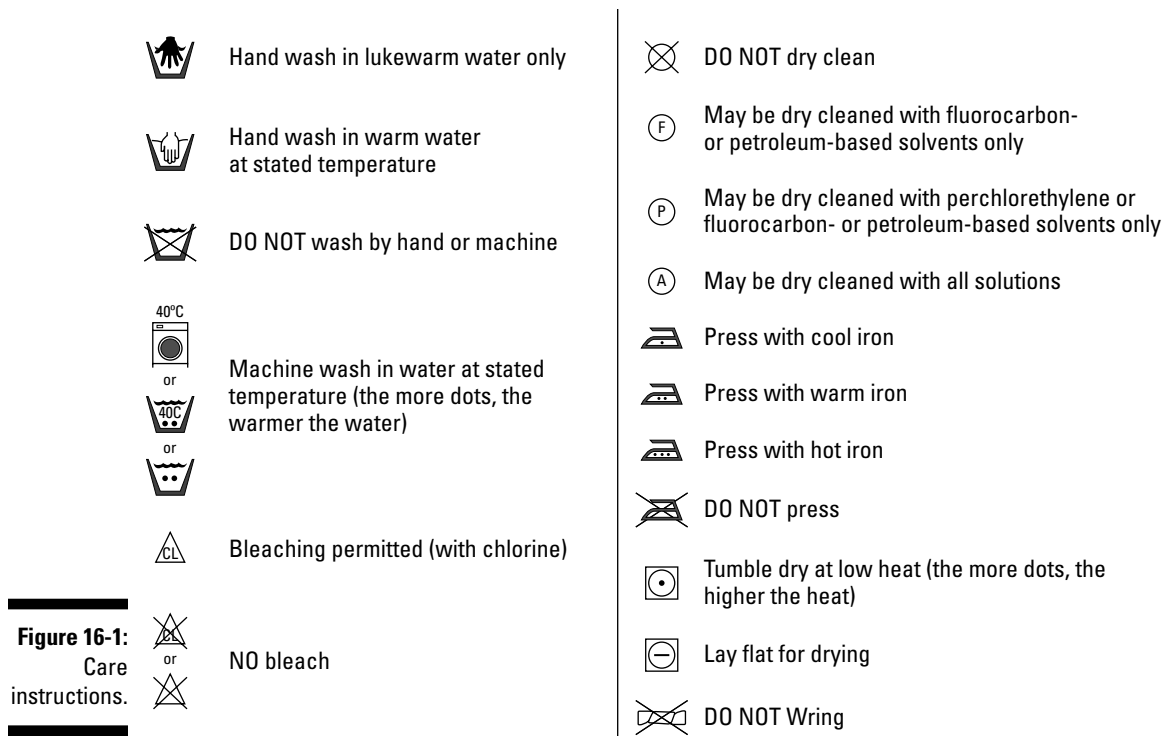 Hand wash in lukewarm water only
Hand wash in warm water
at stated temperature
DO NOT wash by hand or machine
40°C
or
40C
or
Machine wash in water at stated
temperature (the more dots, the
warmer the water)
CL
Bleaching permitted (with chlorine)
CL
or
NO bleach
Figure 16-1:
Care
instructions.
DO NOT dry clean
F
May be dry cleaned with fluorocarbon-
or petroleum-based solvents only
P
May be dry cleaned with perchlorethylene or
fluorocarbon- or petroleum-based solvents only
A
May be dry cleaned with all solutions
Press with cool iron
Press with warm iron
Press with hot iron
DO NOT press
Tumble dry at low heat (the more dots, the
higher the heat)
Lay flat for drying
DO NOT Wring